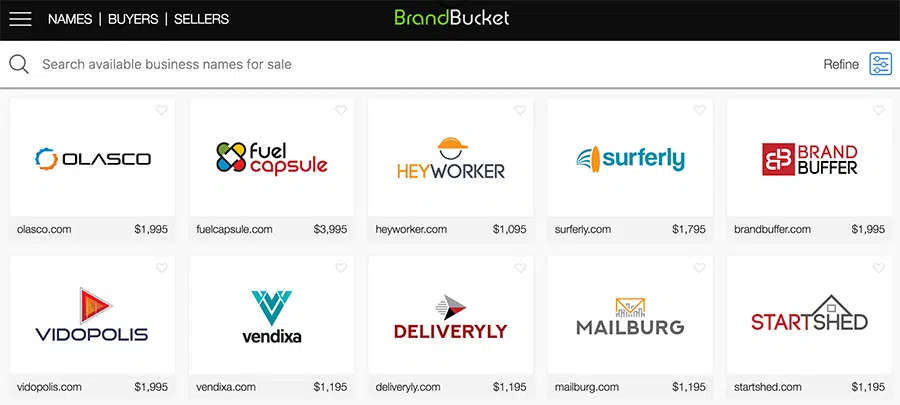 NAMES | BUYERS | SELLERS
BrandBucket
Search available business names for sale
Refine
OLASCO
olasco.com $1,995
fuel
capsule
fuelcapsule.com $3,995
HEYWORKER
heyworker.com $1,095
surferly
surferly.com $1,795
BB BRAND
BUFFER
brandbuffer.com $1,995
VIDOPOLIS
vidopolis.com $1,995
vendixa
vendixa.com $1,195
DELIVERYLY
deliveryly.com $1,195
MAILBURG
mailburg.com $1,195
STARTSHED
startshed.com $1,195